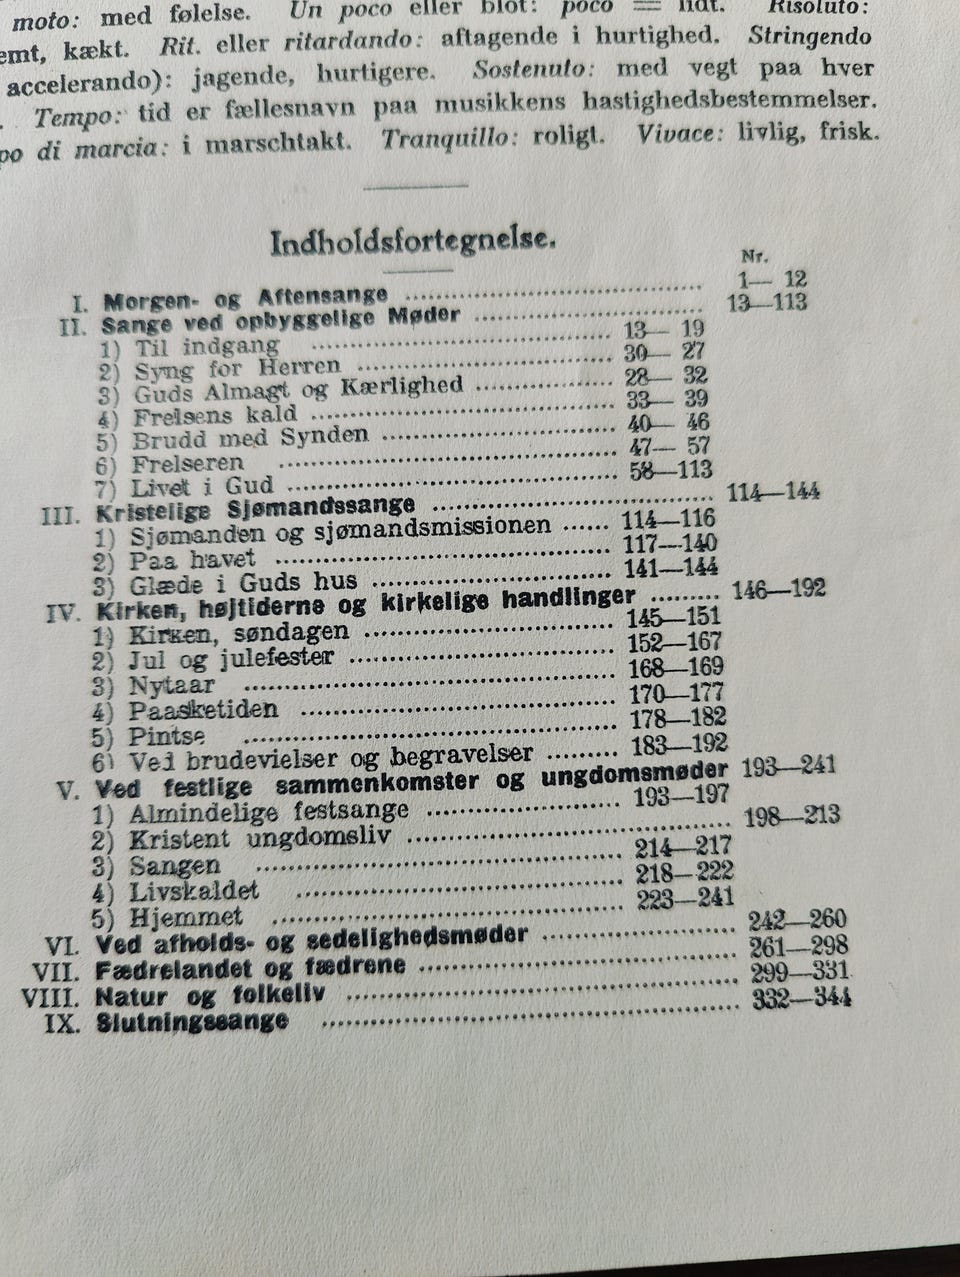 moto: med følelse. Un poco eller blot: poco = lidt. Risoluto:
emt, kækt. Rit. eller ritardando: aftagende i hurtighed. Stringendo
accelerando): jagende, hurtigere. Sostenuto: med vegt paa hver
. Tempo: tid er fællesnavn paa musikkens hastighedsbestemmelser.
po di marcia: i marschtakt. Tranquillo: roligt. Vivace: livlig, frisk.
Indholdsfortegnelse.
Nr.
I. Morgen- og Aftensange 1— 12
II. Sange ved opbyggelige Møder 13—113
1) Til indgang 13— 19
2) Syng for Herren 30— 27
3) Guds Almagt og Kærlighed 28— 32
4) Frelsens kald 33— 39
5) Brudd med Synden 40— 46
6) Frelseren 47— 57
7) Livet i Gud 58—113
III. Kristelige Sjømandssange 114—144
1) Sjømanden og sjømandsmissionen 114—116
2) Paa havet 117—140
3) Glæde i Guds hus 141—144
IV. Kirken, højtiderne og kirkelige handlinger 146—192
1) Kirken, søndagen 145—151
2) Jul og julefester 152—167
3) Nytaar 168—169
4) Paasketiden 170—177
5) Pintse 178—182
6) Ved brudevielser og begravelser 183—192
V. Ved festlige sammenkomster og ungdomsmøder 193—241
1) Almindelige festsange 193—197
2) Kristent ungdomsliv 198—213
3) Sangen 214—217
4) Livskaldet 218—222
5) Hjemmet 223—241
VI. Ved afholds- og sedelighedsmøder 242—260
VII. Fædrelandet og fædrene 261—298
VIII. Natur og folkeliv 299—331
IX. Slutningssange 332—344